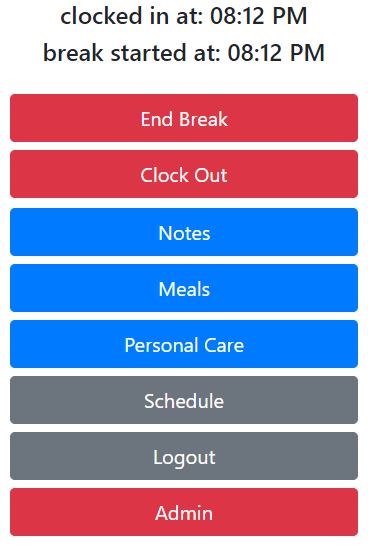 clocked in at: 08:12 PM
break started at: 08:12 PM
End Break
Clock Out
Notes
Meals
Personal Care
Schedule
Logout
Admin